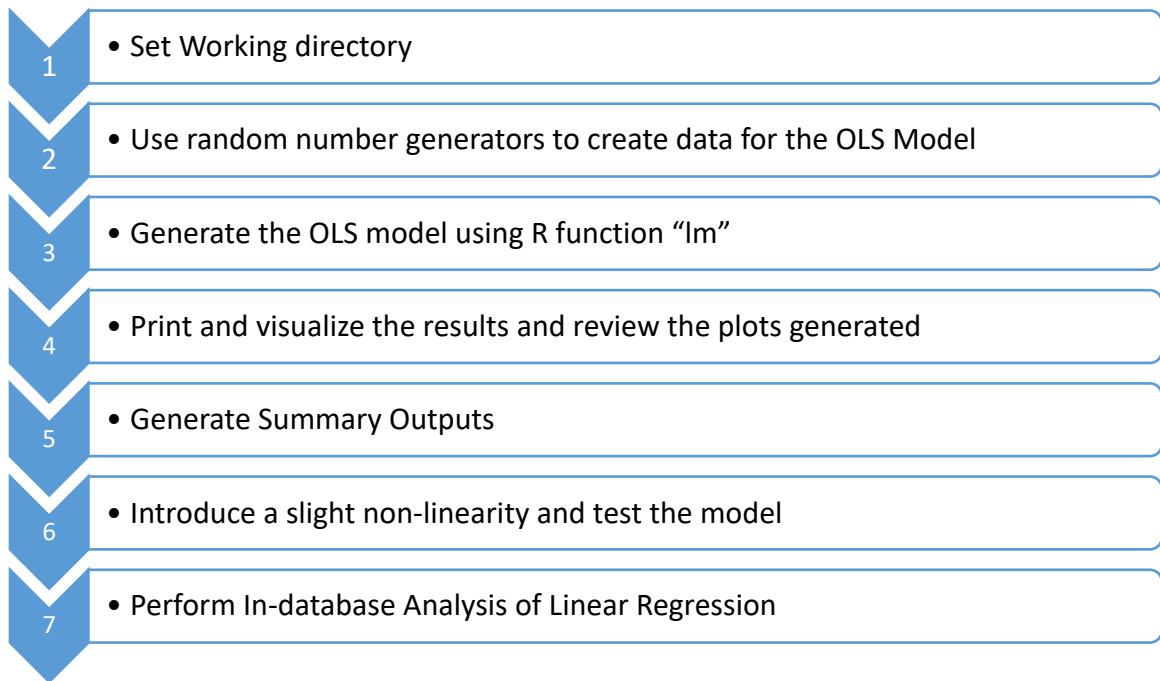 1
• Set Working directory
2
• Use random number generators to create data for the OLS Model
3
• Generate the OLS model using R function “lm”
4
• Print and visualize the results and review the plots generated
5
• Generate Summary Outputs
6
• Introduce a slight non-linearity and test the model
7
• Perform In-database Analysis of Linear Regression